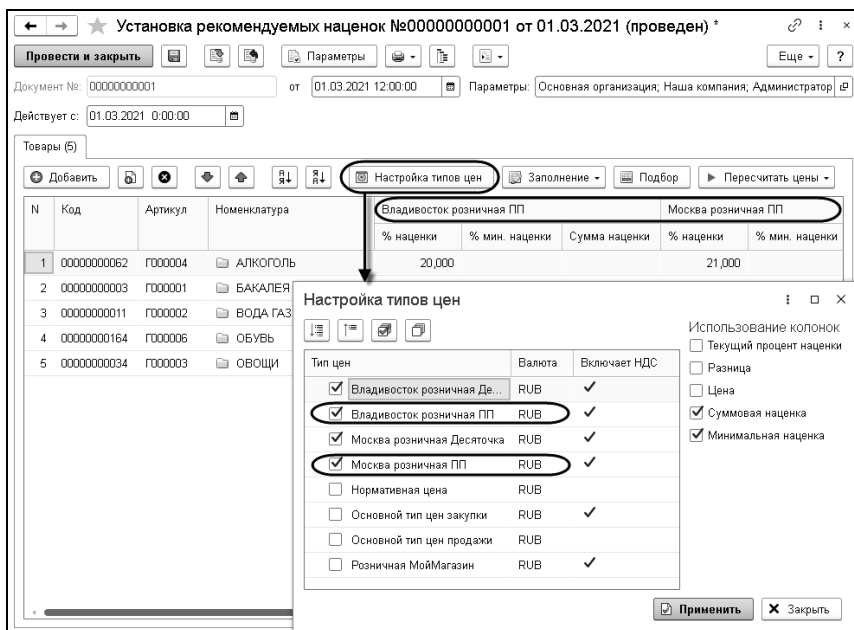 Установка рекомендуемых наценок №00000000001 от 01.03.2021 (проведен) *
Провести и закрыть Параметры Еще ?
Документ №: 00000000001 от 01.03.2021 12:00:00 Параметры: Основная организация; Наша компания; Администратор
Действует с: 01.03.2021 0:00:00
Товары (5)
Добавить Настройка типов цен Заполнение Подбор Пересчитать цены
N Код Артикул Номенклатура Владивосток розничная ПП Москва розничная ПП
% наценки % мин. наценки Сумма наценки % наценки % мин. наценки
1 00000000062 Г000004 АЛКОГОЛЬ 20,000 21,000
2 00000000003 Г000001 БАКАЛЕЯ
3 00000000011 Г000002 ВОДА ГАЗ
4 00000000164 Г000006 ОБУВЬ
5 00000000034 Г000003 ОВОЩИ
Настройка типов цен
Использование колонок
Текущий процент наценки
Разница
Цена
Суммовая наценка
Минимальная наценка
Тип цен Валюта Включает НДС
Владивосток розничная Де... RUB
Владивосток розничная ПП RUB
Москва розничная Десяточка RUB
Москва розничная ПП RUB
Нормативная цена RUB
Основной тип цен закупки RUB
Основной тип цен продажи RUB
Розничная МойМагазин RUB
Применить Закрыть